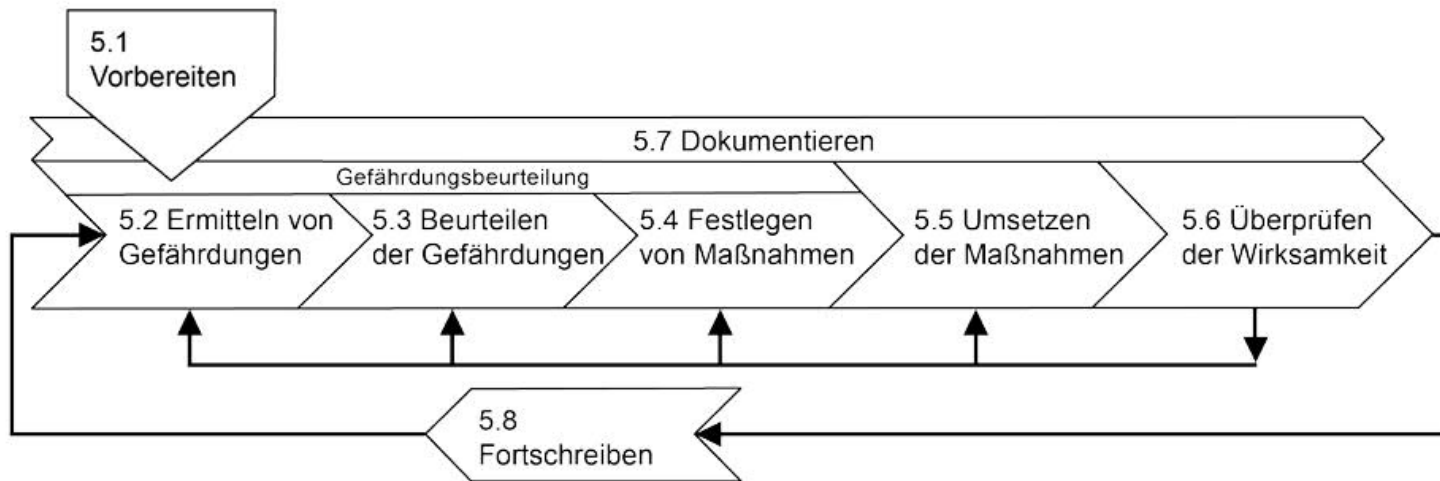 5.1
Vorbereiten
5.7 Dokumentieren
Gefährdungsbeurteilung
5.2 Ermitteln von
Gefährdungen
5.3 Beurteilen
der Gefährdungen
5.4 Festlegen
von Maßnahmen
5.5 Umsetzen
der Maßnahmen
5.6 Überprüfen
der Wirksamkeit
5.8
Fortschreiben